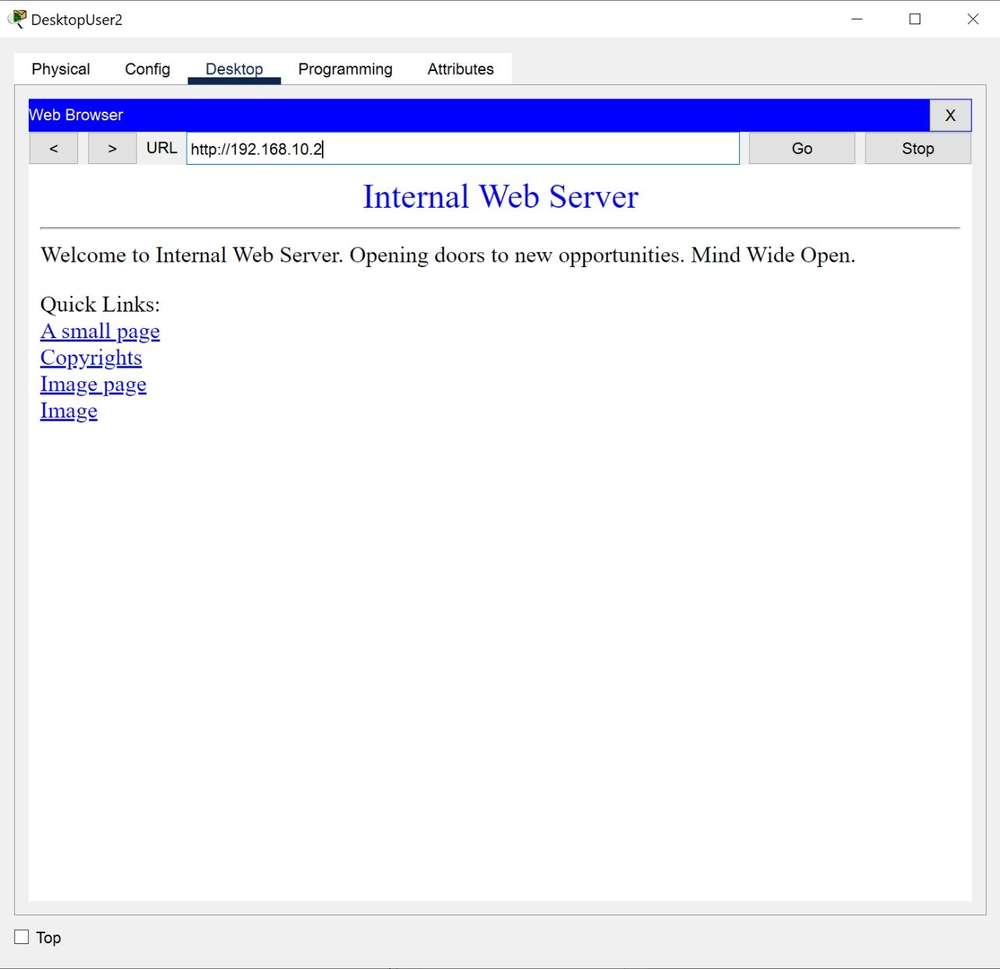 DesktopUser2
Physical Config Desktop Programming Attributes
Web Browser X
< > URL http://192.168.10.2 Go Stop
Internal Web Server
Welcome to Internal Web Server. Opening doors to new opportunities. Mind Wide Open.
Quick Links:
A small page
Copyrights
Image page
Image
Top